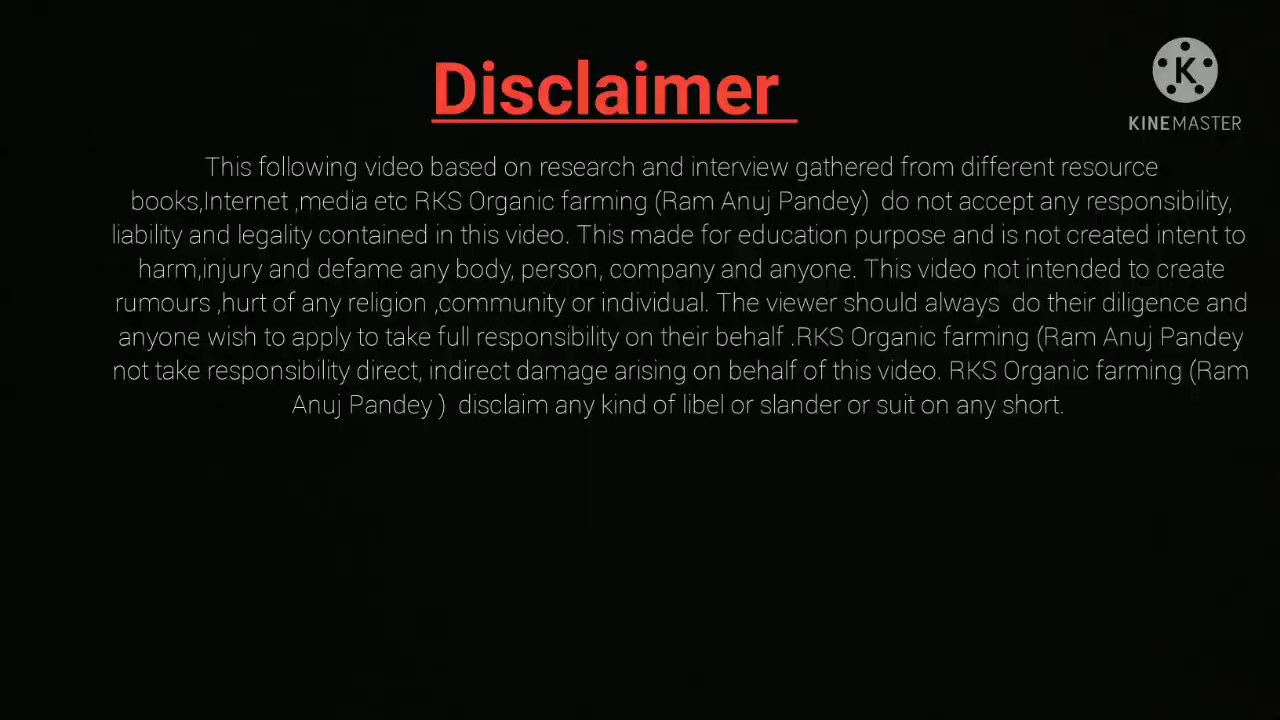 Disclaimer
K
KINEMASTER
This following video based on research and interview gathered from different resource
books,Internet ,media etc RKS Organic farming (Ram Anuj Pandey)  do not accept any responsibility,
liability and legality contained in this video. This made for education purpose and is not created intent to
harm,injury and defame any body, person, company and anyone. This video not intended to create
rumours ,hurt of any religion ,community or individual. The viewer should always  do their diligence and
anyone wish to apply to take full responsibility on their behalf .RKS Organic farming (Ram Anuj Pandey
not take responsibility direct, indirect damage arising on behalf of this video. RKS Organic farming (Ram
Anuj Pandey )  disclaim any kind of libel or slander or suit on any short.